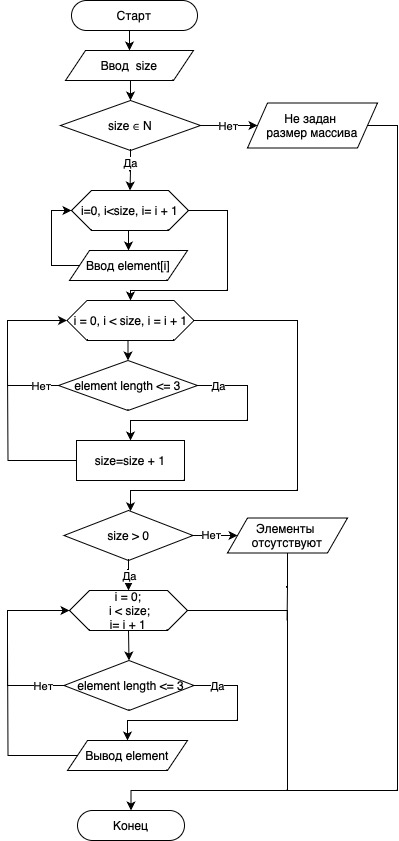 Старт
Ввод size
size ∈ N
Нет
Не задан
размер массива
Да
i=0, i<size, i= i + 1
Ввод element[i]
i = 0, i < size, i = i + 1
element length <= 3
Нет
Да
size=size + 1
size > 0
Нет
Элементы
отсутствуют
Да
i = 0;
i < size;
i= i + 1
element length <= 3
Нет
Да
Вывод element
Конец